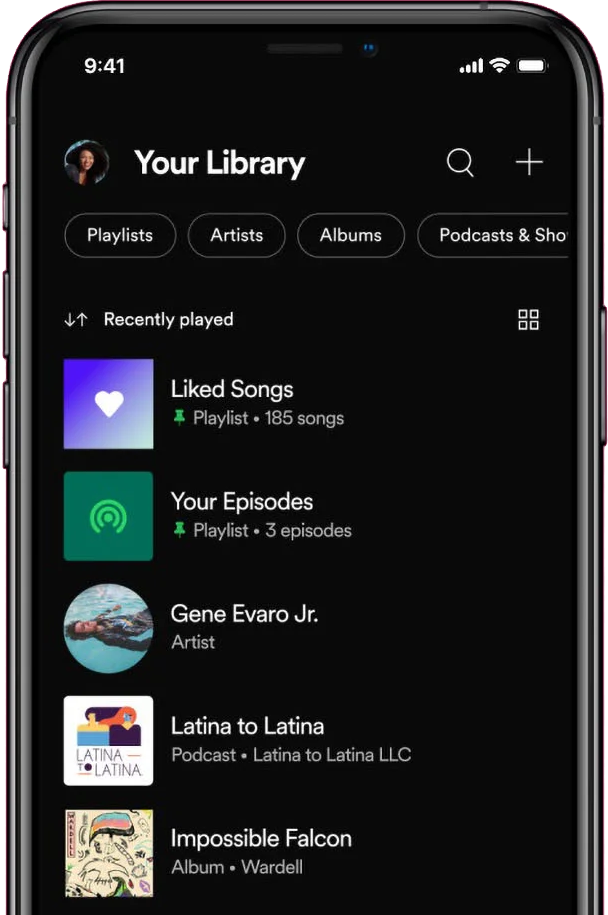 9:41
Your Library
Playlists Artists Albums Podcasts & Sho
Recently played
Liked Songs
Playlist • 185 songs
Your Episodes
Playlist • 3 episodes
Gene Evaro Jr.
Artist
LATINA
TO LATINA
Latina to Latina
Podcast • Latina to Latina LLC
WARDELL
Impossible Falcon
Album • Wardell